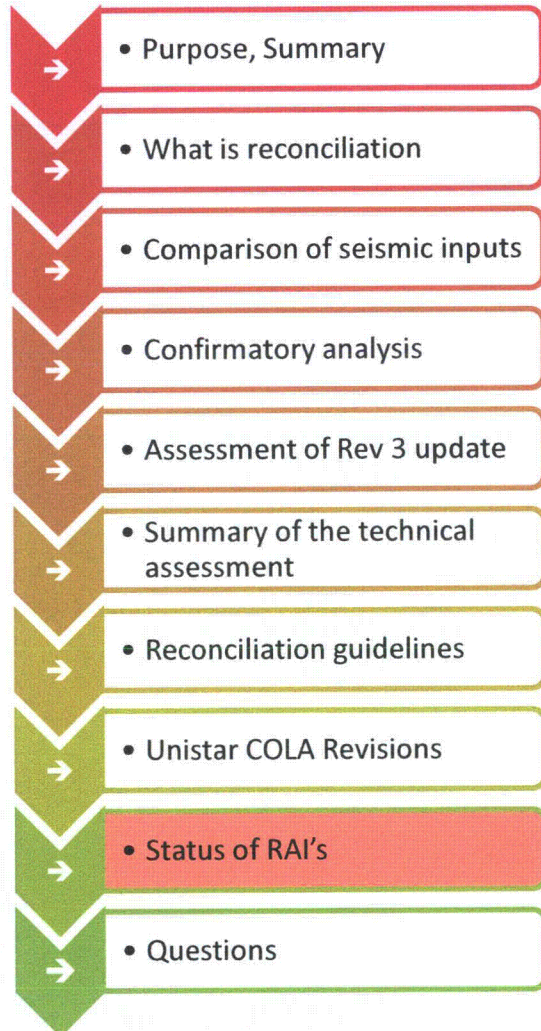 • Purpose, Summary
• What is reconciliation
• Comparison of seismic inputs
• Confirmatory analysis
• Assessment of Rev 3 update
• Summary of the technical
assessment
• Reconciliation guidelines
• Unistar COLA Revisions
• Status of RAI's
• Questions